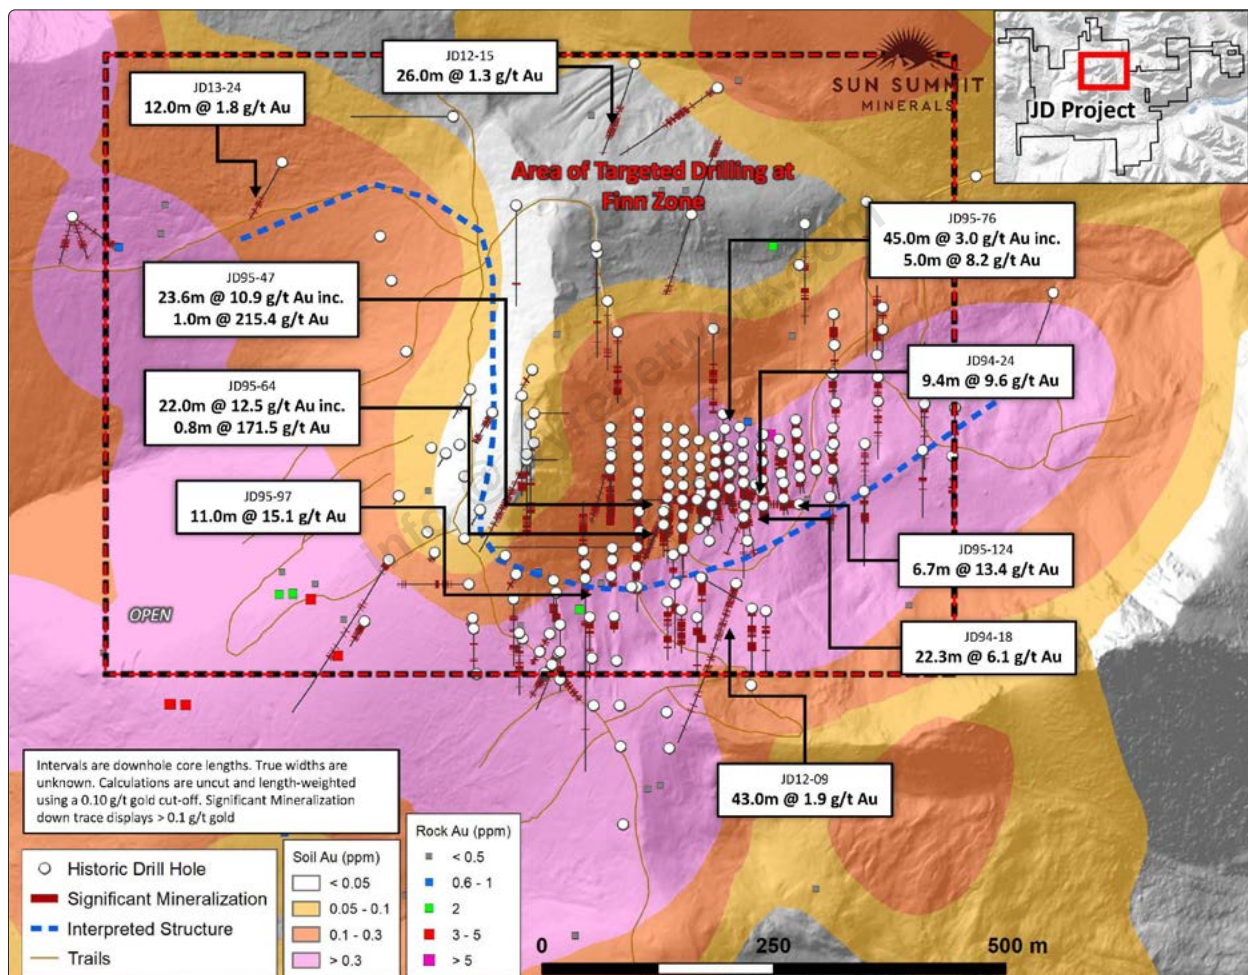 JD12-15
26.0m @ 1.3 g/t Au
JD13-24
12.0m @ 1.8 g/t Au
SUN SUMMIT
MINERALS
JD Project
Area of Targeted Drilling at
Finn Zone
JD95-76
45.0m @ 3.0 g/t Au inc.
5.0m @ 8.2 g/t Au
JD95-47
23.6m @ 10.9 g/t Au inc.
1.0m @ 215.4 g/t Au
JD94-24
9.4m @ 9.6 g/t Au
JD95-64
22.0m @ 12.5 g/t Au inc.
0.8m @ 171.5 g/t Au
JD95-97
11.0m @ 15.1 g/t Au
JD95-124
6.7m @ 13.4 g/t Au
OPEN
JD94-18
22.3m @ 6.1 g/t Au
JD12-09
43.0m @ 1.9 g/t Au
Intervals are downhole core lengths. True widths are
unknown. Calculations are uncut and length-weighted
using a 0.10 g/t gold cut-off. Significant Mineralization
down trace displays > 0.1 g/t gold
Historic Drill Hole
Significant Mineralization
Interpreted Structure
Trails
Soil Au (ppm)
< 0.05
0.05 - 0.1
0.1 - 0.3
> 0.3
Rock Au (ppm)
< 0.5
0.6 - 1
2
3 - 5
> 5
0 250 500 m